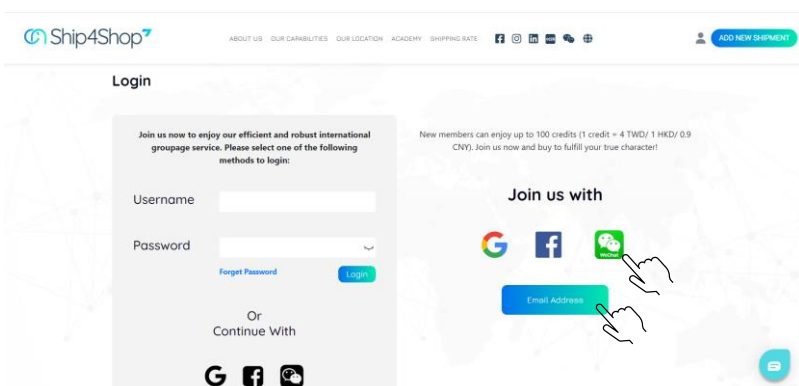 Ship4Shop
ABOUT US OUR CAPABILITIES OUR LOCATION ACADEMY SHIPPING RATE
ADD NEW SHIPMENT
Login
Join us now to enjoy our efficient and robust international
groupage service. Please select one of the following
methods to login:
Username
Password
Forget Password
Login
Or
Continue With
New members can enjoy up to 100 credits (1 credit = 4 TWD/ 1 HKD/ 0.9
CNY). Join us now and buy to fulfill your true character!
Join us with
WeChat
Email Address